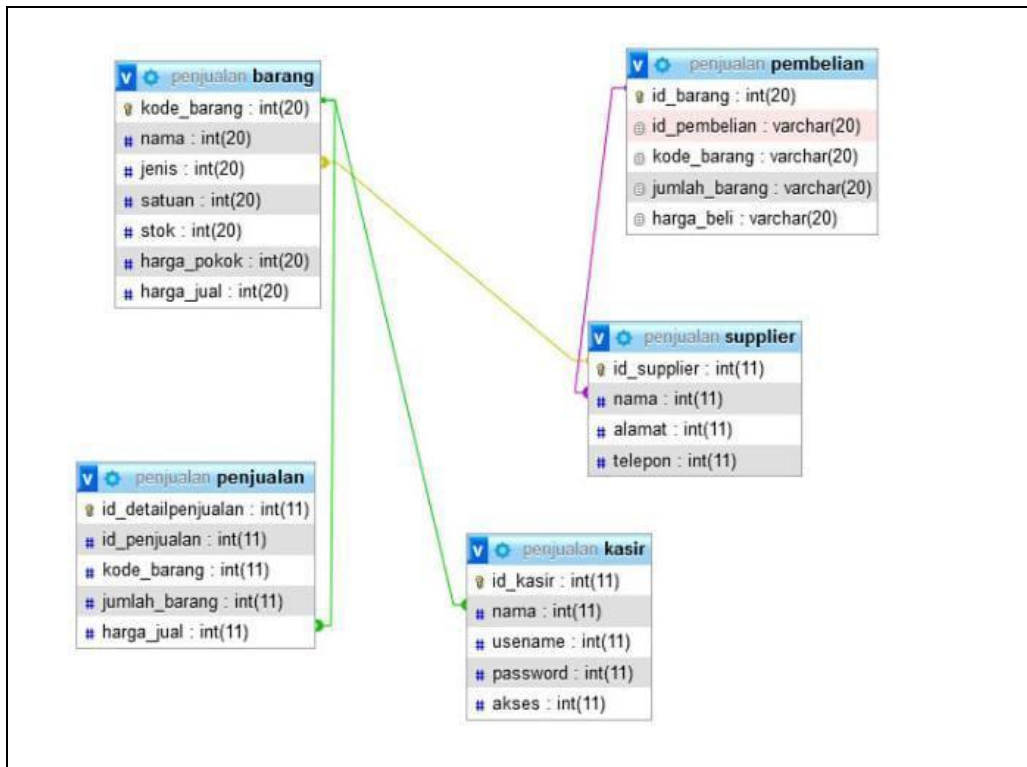 v penjualan barang
kode_barang : int(20)
# nama : int(20)
# jenis : int(20)
# satuan : int(20)
# stok : int(20)
# harga_pokok : int(20)
# harga_jual : int(20)
v penjualan pembelian
id_barang : int(20)
id_pembelian : varchar(20)
kode_barang : varchar(20)
jumlah_barang : varchar(20)
harga_beli : varchar(20)
v penjualan supplier
id_supplier : int(11)
# nama : int(11)
# alamat : int(11)
# telepon : int(11)
v penjualan penjualan
id_detailpenjualan : int(11)
# id_penjualan : int(11)
# kode_barang : int(11)
# jumlah_barang : int(11)
# harga_jual : int(11)
v penjualan kasir
id_kasir : int(11)
# nama : int(11)
# usename : int(11)
# password : int(11)
# akses : int(11)